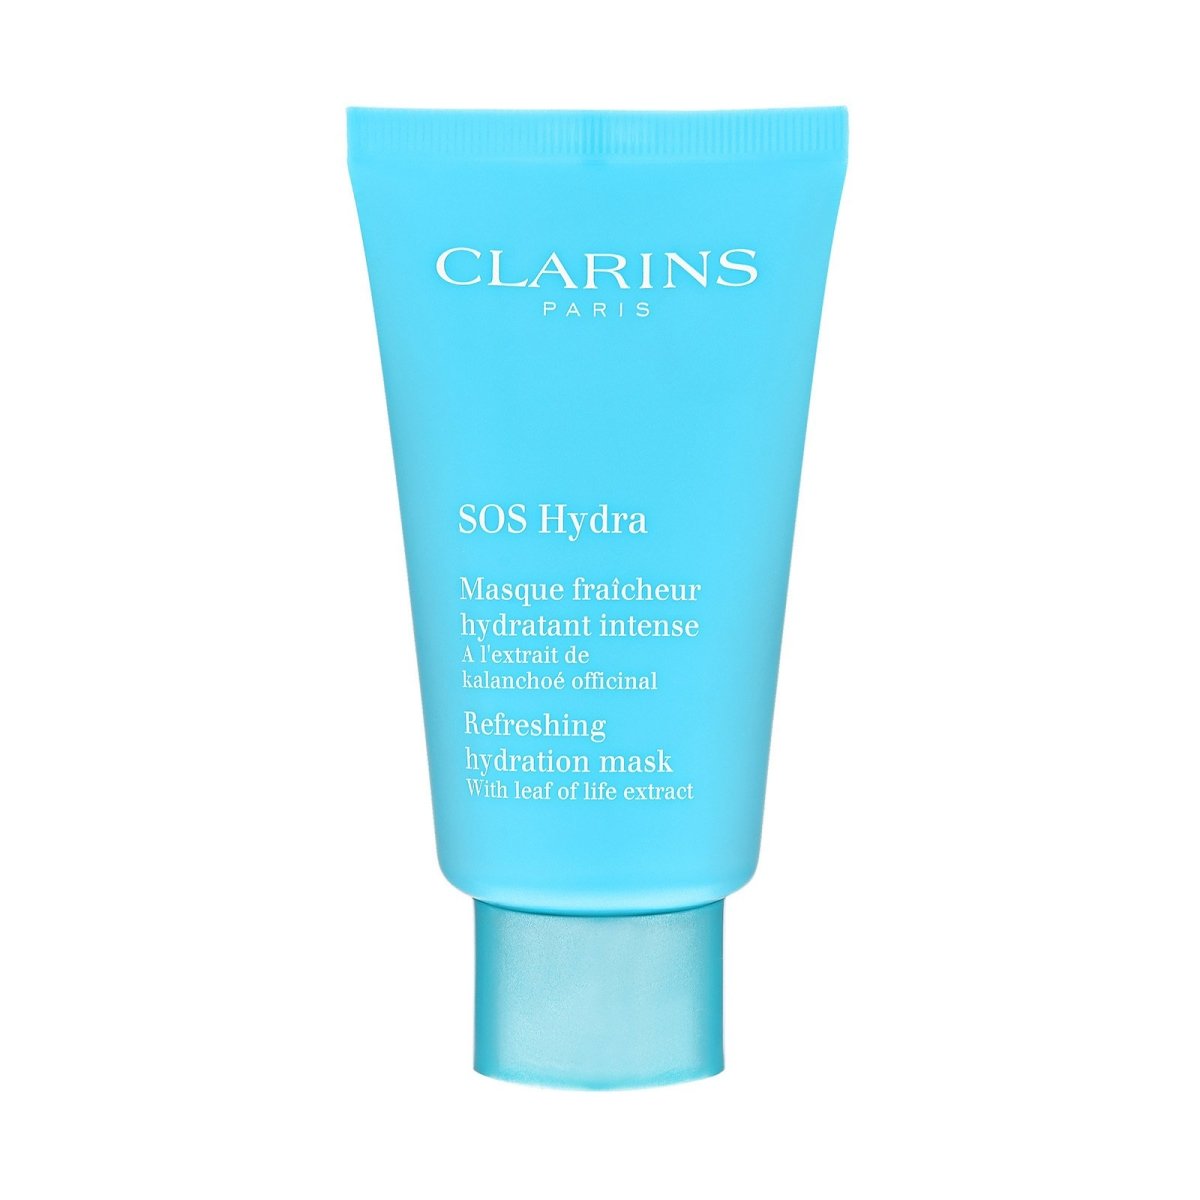 CLARINS
PARIS
SOS Hydra
Masque fraîcheur
hydratant intense
A l'extrait de
kalanchoé officinal
Refreshing
hydration mask
With leaf of life extract